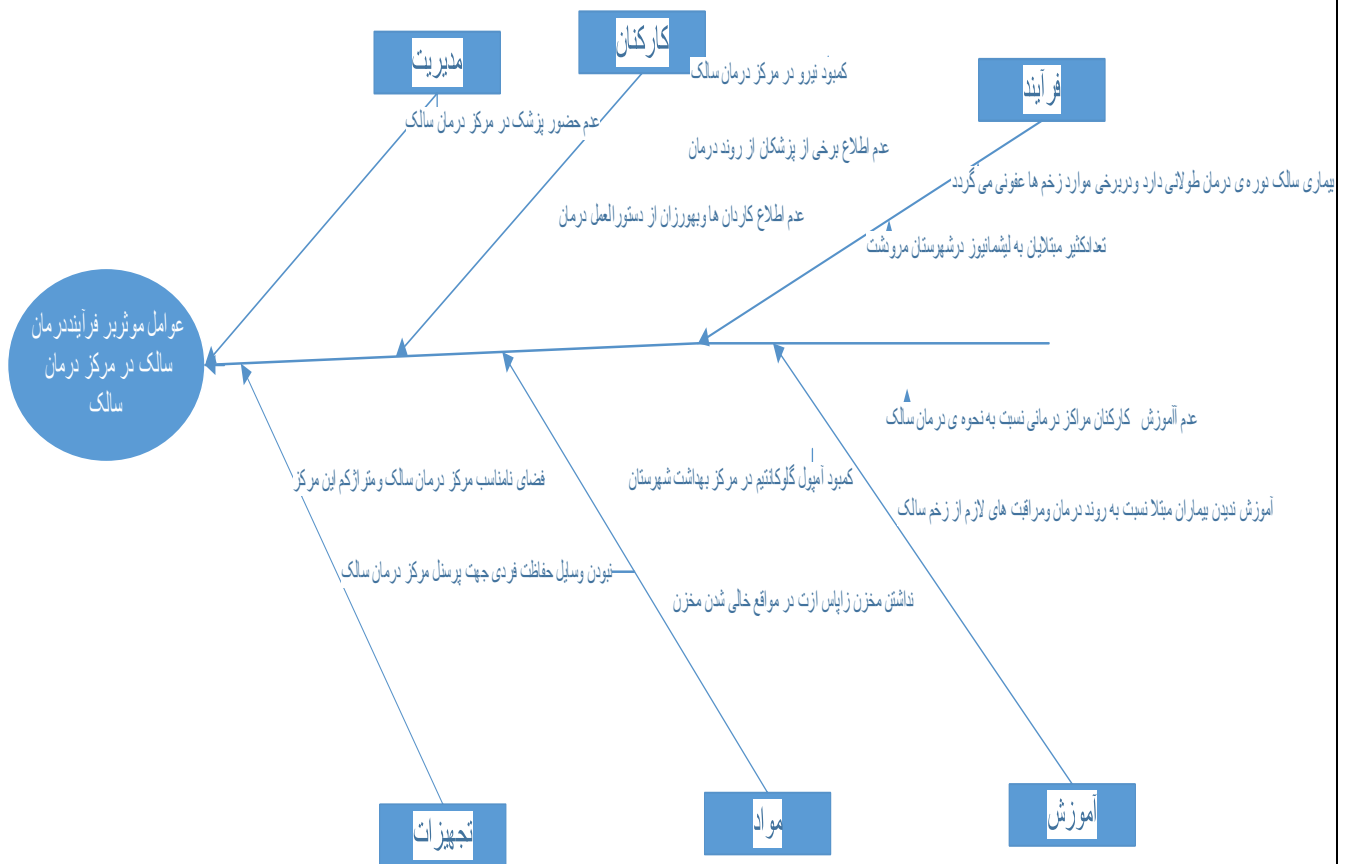 کارکنان
مدیریت
فرآیند
کمبود نیرو در مرکز درمان سالک
عدم حضور پزشک در مرکز درمان سالک
عدم اطلاع برخی از پزشکان از روند درمان
بیماری سالک دوره ی درمان طولانی دارد ودربرخی موارد زخم ها عفونی می گردد
عدم اطلاع کاردان ها وبهورزان از دستورالعمل درمان
تعدادکثیر مبتلایان به لیشمانیوز درشهرستان مرودشت
عوامل موثربر فرآینددرمان
سالک در مرکز درمان
سالک
عدم آآموزش کارکنان مراکز درمانی نسبت به نحوه ی درمان سالک
کمبود آمپول گلوکانتیم در مرکز بهداشت شهرستان
فضای نامناسب مرکز درمان سالک ومتراژکم این مرکز
آموزش ندیدن بیماران مبتلا نسبت به روند درمان ومراقبت های لازم از زخم سالک
نبودن وسایل حفاظت فردی جهت پرسنل مرکز درمان سالک
نداشتن مخزن زاپاس ازت در مواقع خالی شدن مخزن
آموزش
مواد
تجهیزات